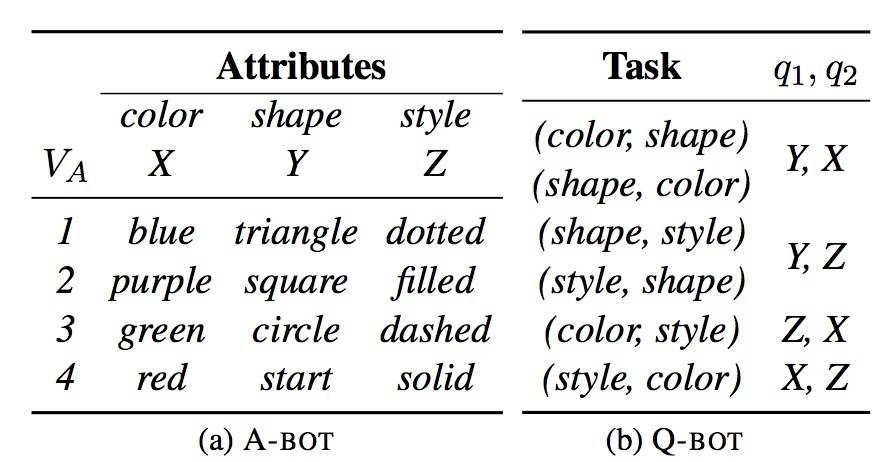 Attributes
color shape style
V_A X Y Z
1 blue triangle dotted
2 purple square filled
3 green circle dashed
4 red start solid
(a) A-BOT
Task q1, q2
(color, shape)
(shape, color)
Y, X
(shape, style)
(style, shape)
Y, Z
(color, style) Z, X
(style, color) X, Z
(b) Q-BOT